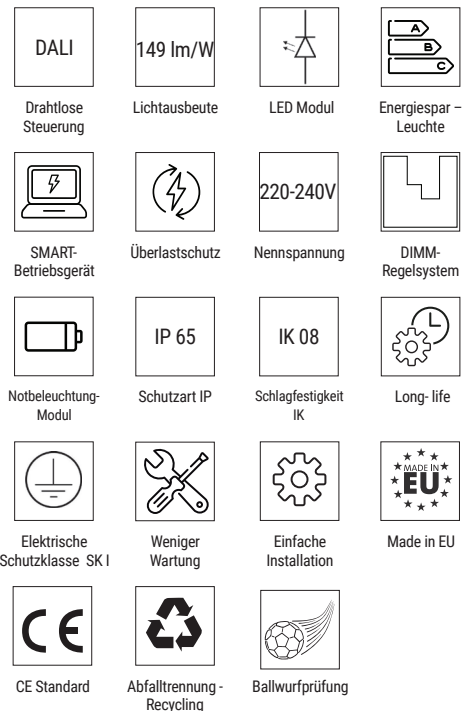 DALI
149 lm/W
A
B
C
Drahtlose
Steuerung
Lichtausbeute
LED Modul
Energiespar –
Leuchte
220-240V
SMART-
Betriebsgerät
Überlastschutz
Nennspannung
DIMM-
Regelsystem
IP 65
IK 08
Notbeleuchtung-
Modul
Schutzart IP
Schlagfestigkeit
IK
Long- life
MADE IN
EU
Elektrische
Schutzklasse SK I
Weniger
Wartung
Einfache
Installation
Made in EU
CE
CE Standard
Abfalltrennung -
Recycling
Ballwurfprüfung